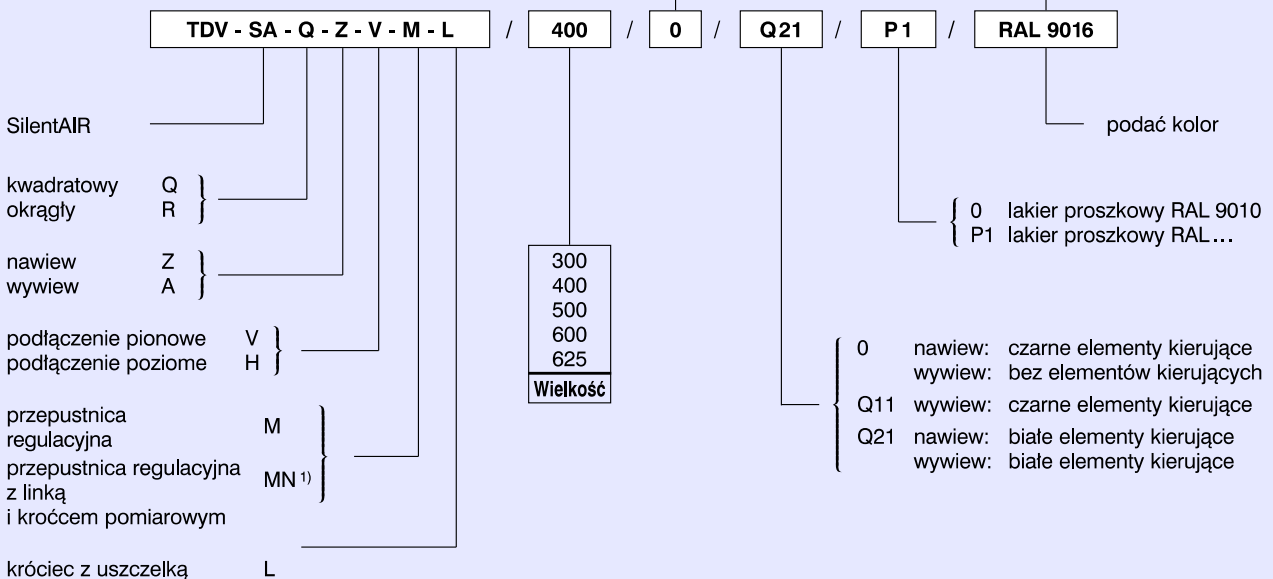 TDV - SA - Q - Z - V - M - L / 400 / 0 / Q21 / P1 / RAL 9016
SilentAIR
kwadratowy Q
okrągły R
nawiew Z
wywiew A
podłączenie pionowe V
podłączenie poziome H
przepustnica
regulacyjna M
przepustnica regulacyjna
z linką MN 1)
i króćcem pomiarowym
króciec z uszczelką L
300
400
500
600
625
Wielkość
podać kolor
0 lakier proszkowy RAL 9010
P1 lakier proszkowy RAL...
0 nawiew: czarne elementy kierujące
wywiew: bez elementów kierujących
Q11 wywiew: czarne elementy kierujące
Q21 nawiew: białe elementy kierujące
wywiew: białe elementy kierujące